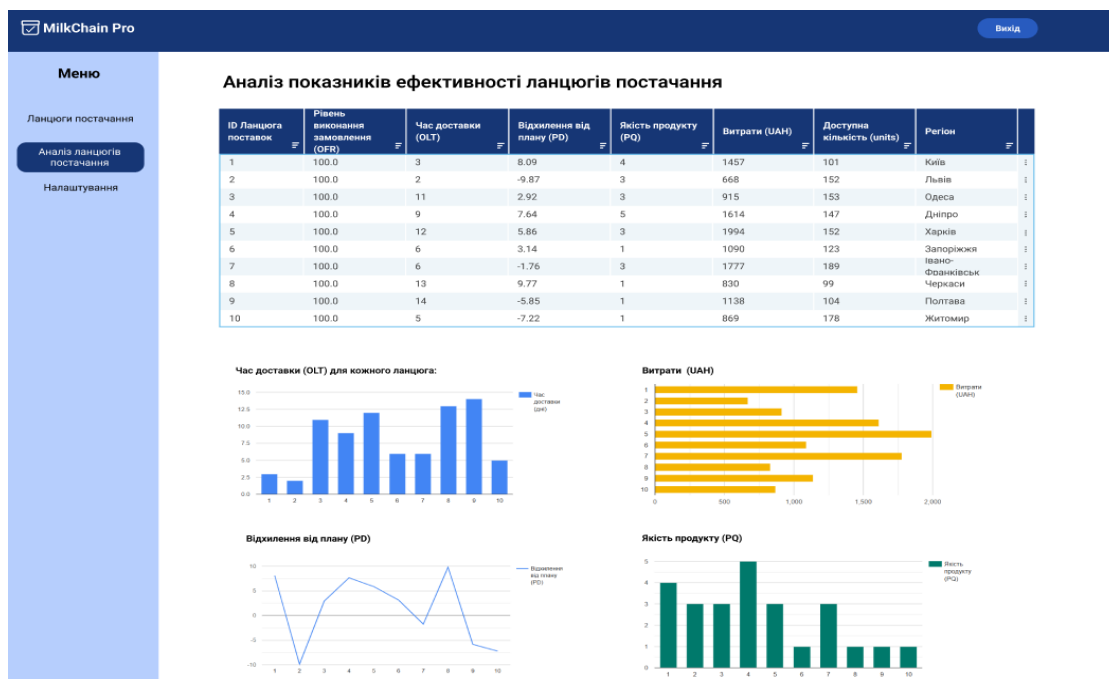 MilkChain Pro
Вихід
Меню
Ланцюги постачання
Аналіз ланцюгів
постачання
Налаштування
Аналіз показників ефективності ланцюгів постачання
ID Ланцюга поставок Рівень виконання замовлення (OFR) Час доставки (OLT) Відхилення від плану (PD) Якість продукту (PQ) Витрати (UAH) Доступна кількість (units) Регіон
1 100.0 3 8.09 4 1457 101 Київ
2 100.0 2 -9.87 3 668 152 Львів
3 100.0 11 2.92 3 915 153 Одеса
4 100.0 9 7.64 5 1614 147 Дніпро
5 100.0 12 5.86 3 1994 152 Харків
6 100.0 6 3.14 1 1090 123 Запоріжжя
7 100.0 6 -1.76 3 1777 189 Івано-Франківськ
8 100.0 13 9.77 1 830 99 Черкаси
9 100.0 14 -5.85 1 1138 104 Полтава
10 100.0 5 -7.22 1 869 178 Житомир
Час доставки (OLT) для кожного ланцюга:
15.0
12.5
10.0
7.5
5.0
2.5
0.0
1 2 3 4 5 6 7 8 9 10
Час
доставки
(дні)
Витрати (UAH)
1
2
3
4
5
6
7
8
9
10
0 500 1,000 1,500 2,000
Витрати
(UAH)
Відхилення від плану (PD)
10
5
0
-5
-10
1 2 3 4 5 6 7 8 9 10
Відхилення
від плану
(PD)
Якість продукту (PQ)
5
4
3
2
1
0
1 2 3 4 5 6 7 8 9 10
Якість
продукту
(PQ)